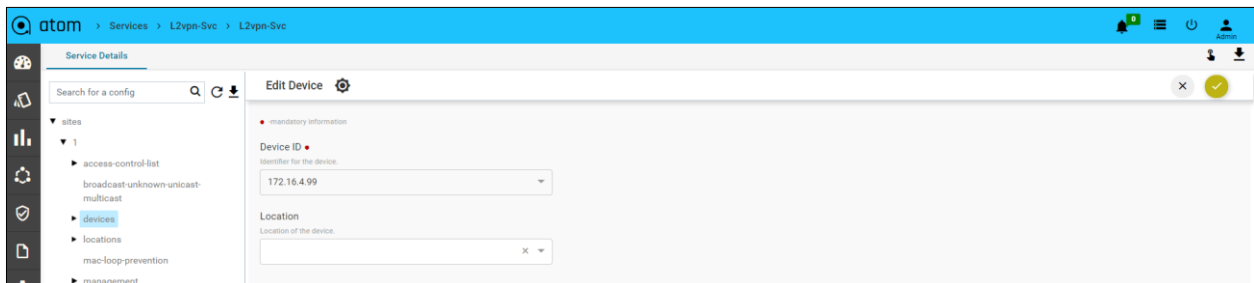 atom > Services > L2vpn-Svc > L2vpn-Svc
0
Admin
Service Details
Search for a config
Edit Device
sites
1
access-control-list
broadcast-unknown-unicast-
multicast
devices
locations
mac-loop-prevention
management
-mandatory information
Device ID
Identifier for the device.
172.16.4.99
Location
Location of the device.